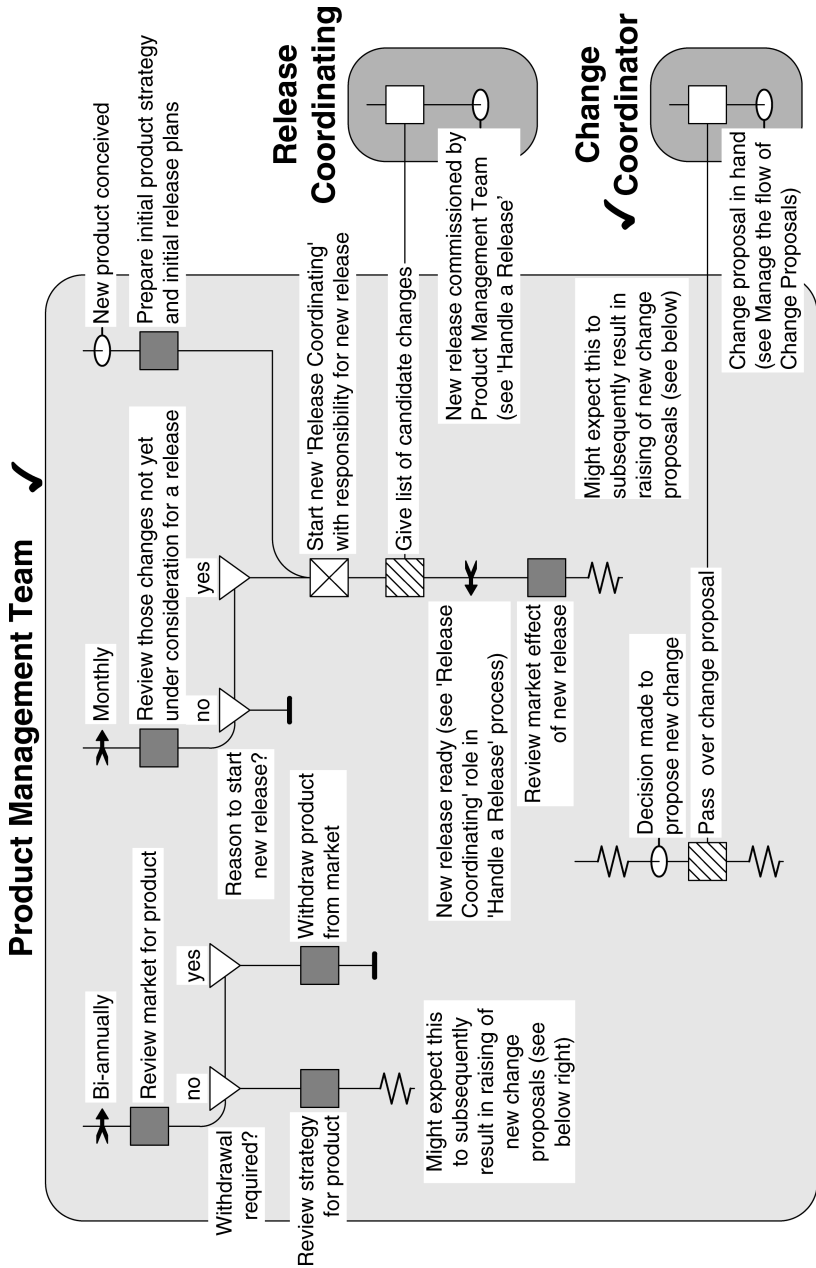 Product Management Team
Bi-annually
Review market for product
Withdrawal
required?
no
yes
Review strategy
for product
Withdraw product
from market
Might expect this
to subsequently
result in raising of
new change
proposals (see
below right)
Monthly
Review those changes not yet
under consideration for a release
Reason to start
new release?
no
yes
New product conceived
Prepare initial product strategy
and initial release plans
Start new 'Release Coordinating'
with responsibility for new release
Give list of candidate changes
New release ready (see 'Release
Coordinating' role in
'Handle a Release' process)
Review market effect
of new release
Might expect this to
subsequently result in
raising of new change
proposals (see below)
Decision made to
propose new change
Pass over change proposal
Release
Coordinating
New release commissioned by
Product Management Team
(see 'Handle a Release'
Change
Coordinator
Change proposal in hand
(see Manage the flow of
Change Proposals)